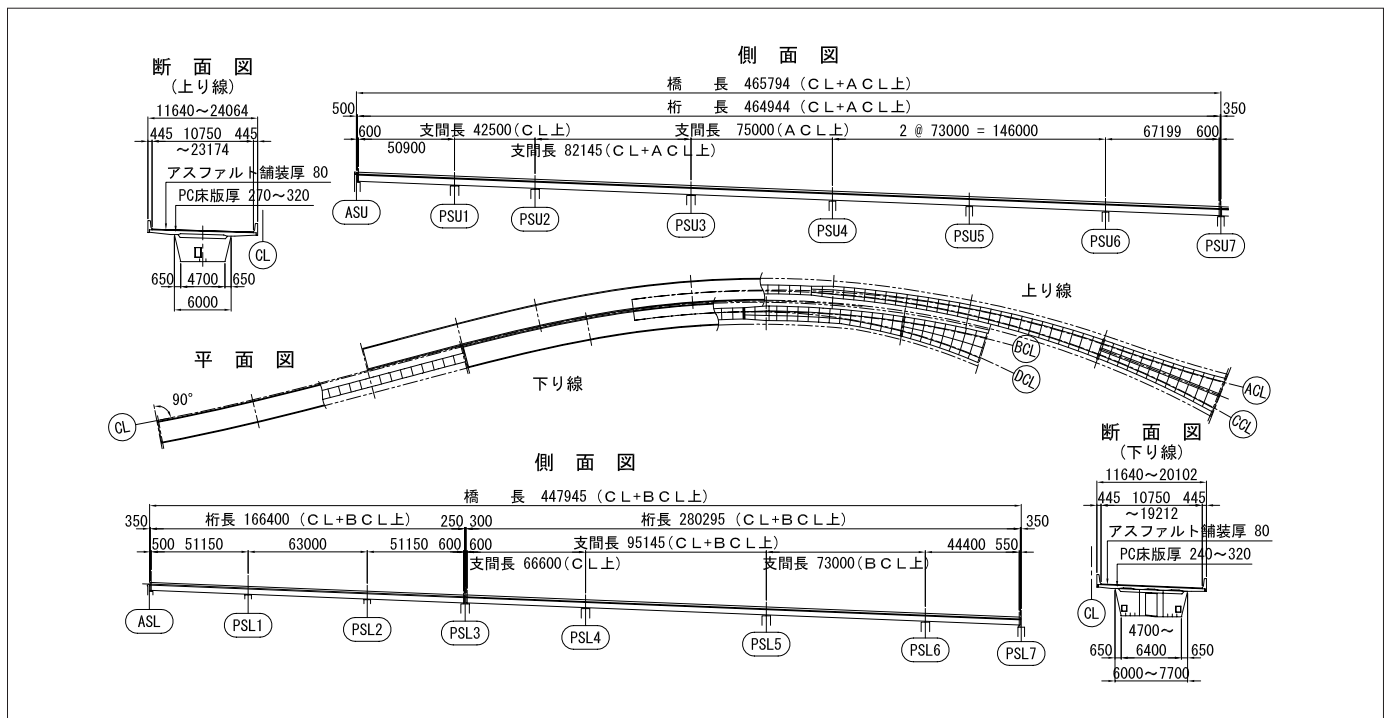 側 面 図
橋 長 465794 (CL+ACL上)
500 桁 長 464944 (CL+ACL上) 350
600 支間長 42500(CL上) 支間長 75000(ACL上) 2 @ 73000 = 146000 67199 600
50900 支間長 82145(CL+ACL上)
ASU PSU1 PSU2 PSU3 PSU4 PSU5 PSU6 PSU7
断 面 図
(上り線)
11640~24064
445 10750 445
~23174
アスファルト舗装厚 80
PC床版厚 270~320
CL
650 4700 650
6000
平 面 図
上り線
下り線
90°
CL
BCL
DCL
ACL
CCL
側 面 図
橋 長 447945 (CL+BCL上)
350 桁長 166400 (CL+BCL上) 250 300 桁長 280295 (CL+BCL上) 350
500 51150 63000 51150 600 600 支間長 95145(CL+BCL上) 44400 550
支間長 66600(CL上) 支間長 73000(BCL上)
ASL PSL1 PSL2 PSL3 PSL4 PSL5 PSL6 PSL7
断 面 図
(下り線)
11640~20102
445 10750 445
~19212
アスファルト舗装厚 80
PC床版厚 240~320
CL
4700~
650 6400 650
6000~7700